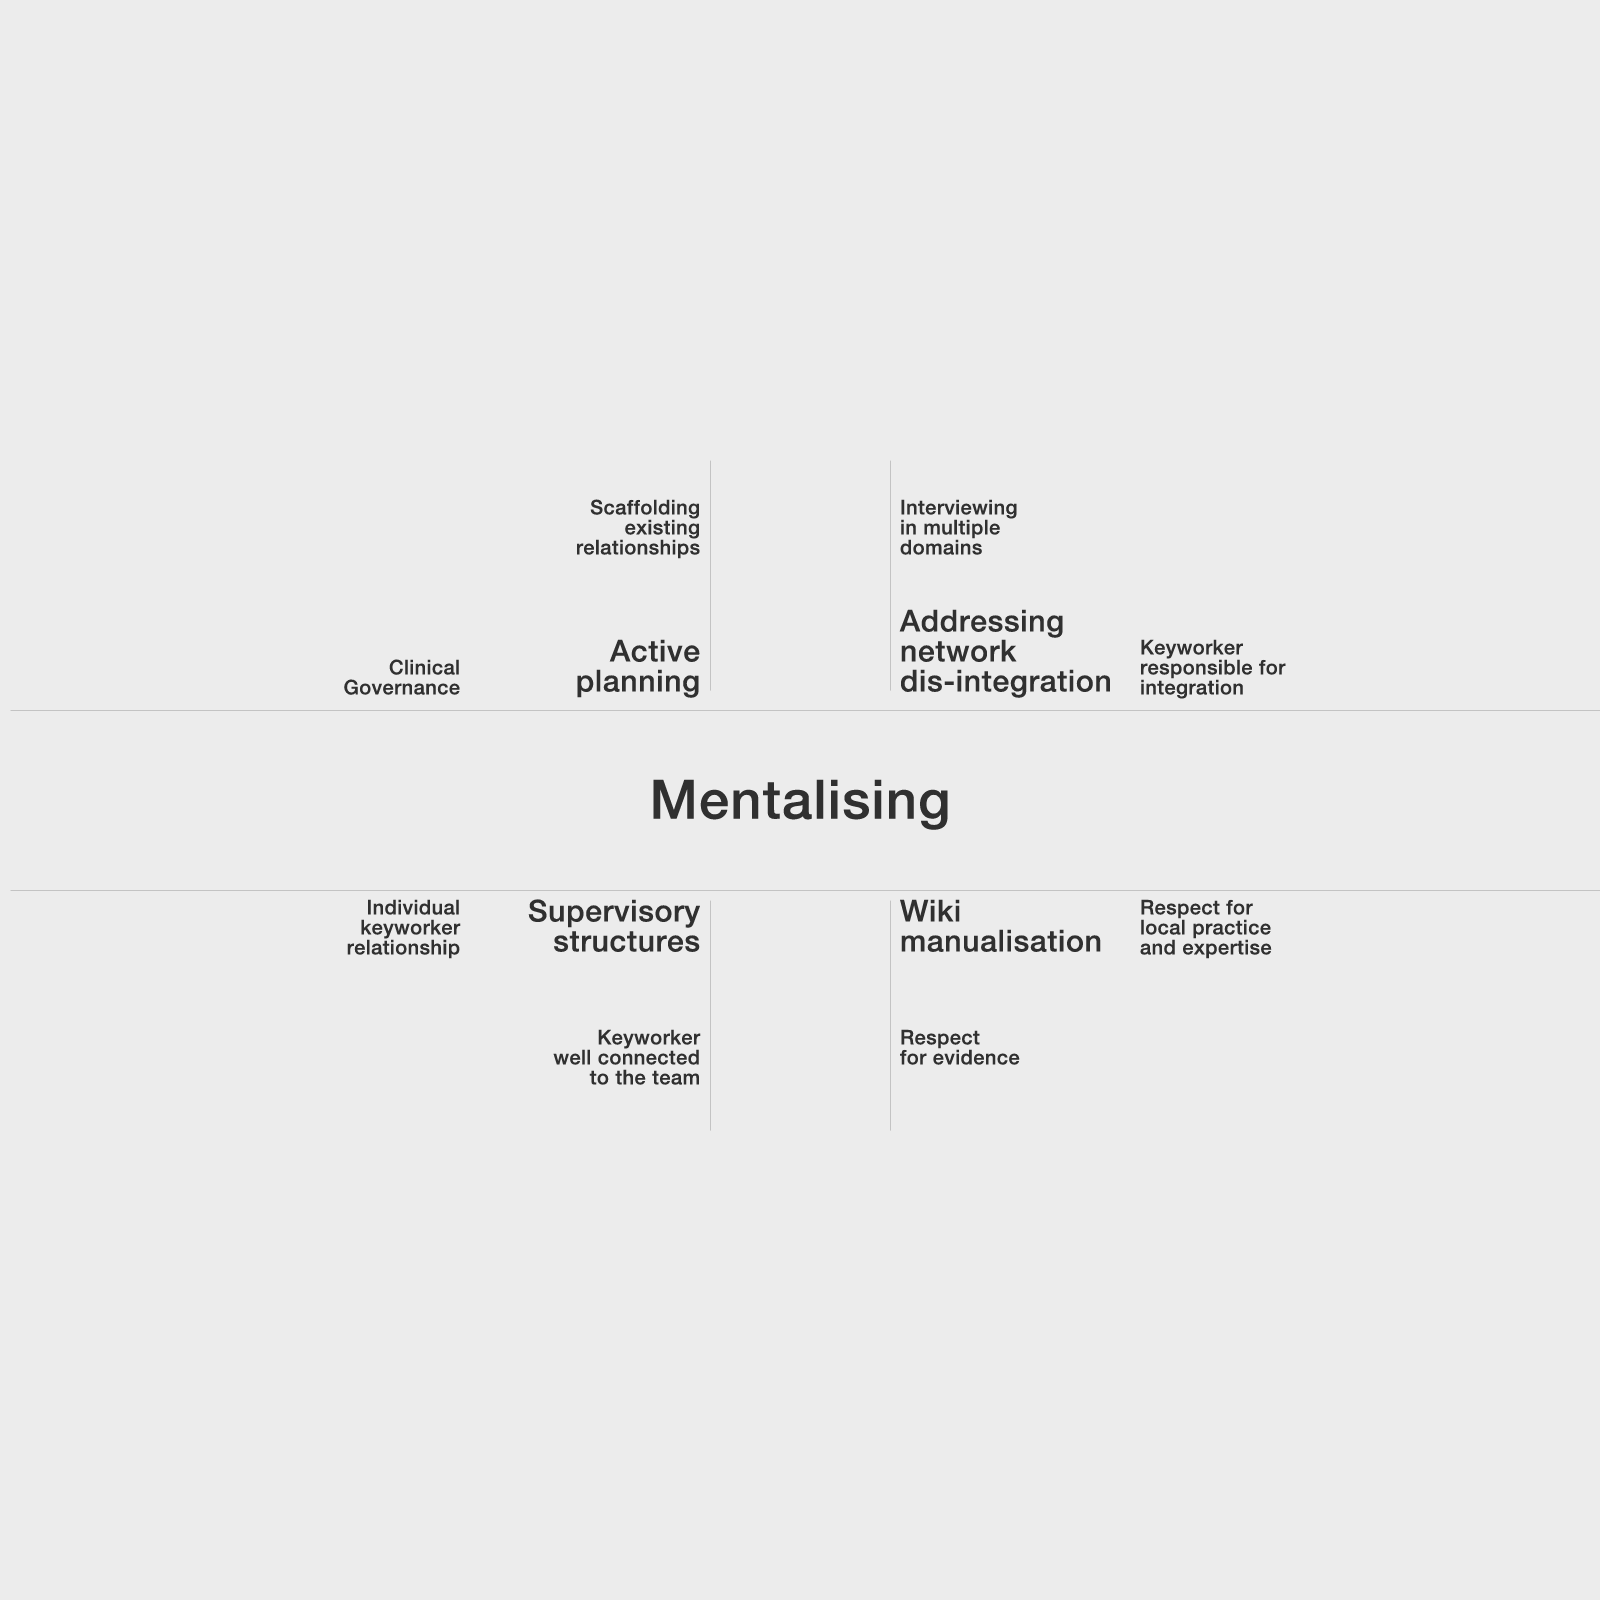 Scaffolding
existing
relationships
Interviewing
in multiple
domains
Clinical
Governance
Active
planning
Addressing
network
dis-integration
Keyworker
responsible for
integration
Mentalising
Individual
keyworker
relationship
Supervisory
structures
Wiki
manualisation
Respect for
local practice
and expertise
Keyworker
well connected
to the team
Respect
for evidence